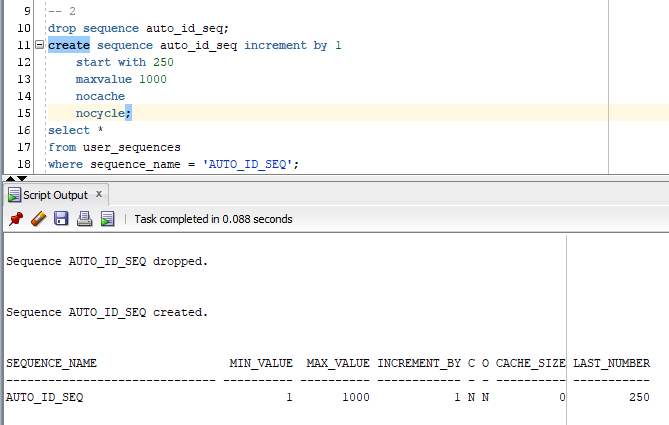 9 -- 2
10 drop sequence auto_id_seq;
11 create sequence auto_id_seq increment by 1
12 start with 250
13 maxvalue 1000
14 nocache
15 nocycle;
16 select *
17 from user_sequences
18 where sequence_name = 'AUTO_ID_SEQ';
Script Output x
Task completed in 0.088 seconds
Sequence AUTO_ID_SEQ dropped.
Sequence AUTO_ID_SEQ created.
SEQUENCE_NAME MIN_VALUE MAX_VALUE INCREMENT_BY C O CACHE_SIZE LAST_NUMBER
------------------------------ ---------- ---------- ------------ - - ---------- -----------
AUTO_ID_SEQ 1 1000 1 N N 0 250